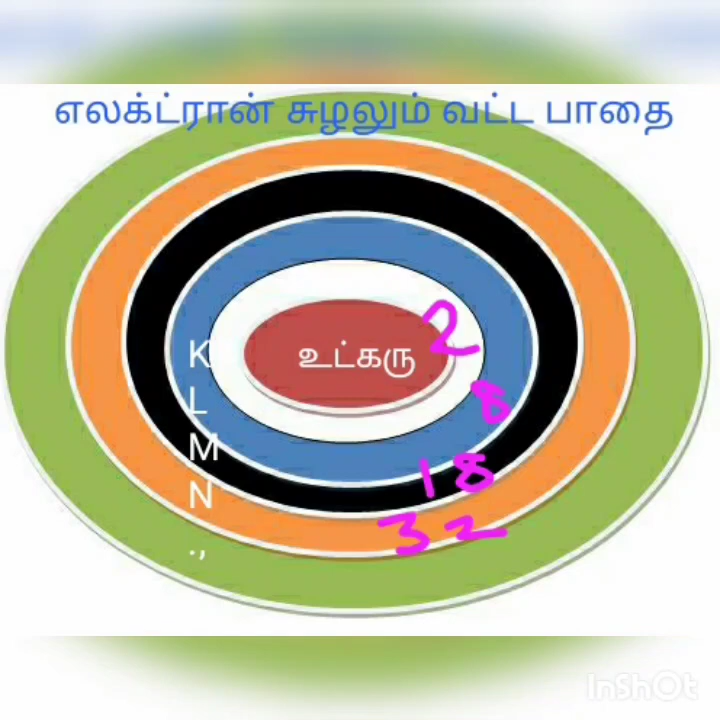 எலக்ட்ரான் சுழலும் வட்ட பாதை
உட்கரு
2
K
8
L
M
18
N
32
.,
InShOt